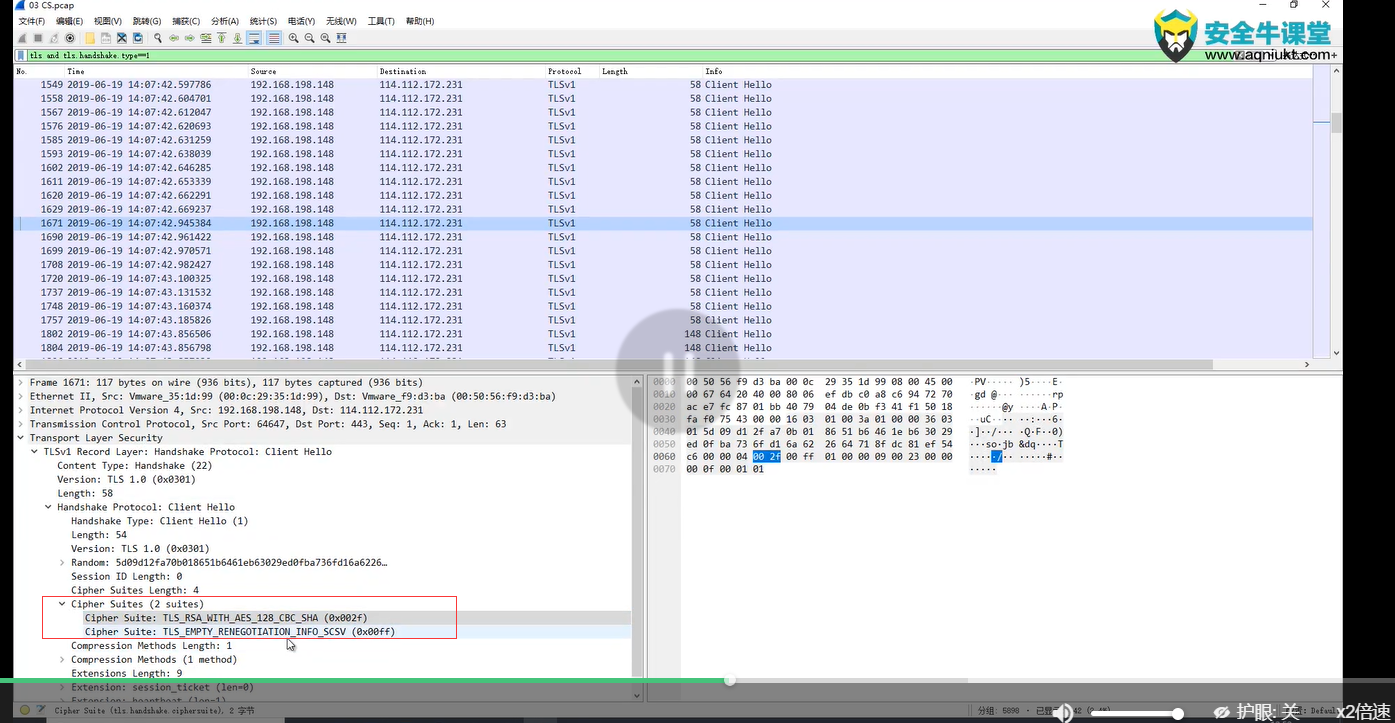 03 CS.pcap
文件(F) 编辑(E) 视图(V) 跳转(G) 捕获(C) 分析(A) 统计(S) 电话(Y) 无线(W) 工具(T) 帮助(H)
安全牛课堂
www.aqniukt.com
tls and tls.handshake.type==1
No. Time Source Destination Protocol Length Info
1549 2019-06-19 14:07:42.597786 192.168.198.148 114.112.172.231 TLSv1 58 Client Hello
1558 2019-06-19 14:07:42.604701 192.168.198.148 114.112.172.231 TLSv1 58 Client Hello
1567 2019-06-19 14:07:42.612047 192.168.198.148 114.112.172.231 TLSv1 58 Client Hello
1576 2019-06-19 14:07:42.620693 192.168.198.148 114.112.172.231 TLSv1 58 Client Hello
1585 2019-06-19 14:07:42.631259 192.168.198.148 114.112.172.231 TLSv1 58 Client Hello
1593 2019-06-19 14:07:42.638039 192.168.198.148 114.112.172.231 TLSv1 58 Client Hello
1602 2019-06-19 14:07:42.646285 192.168.198.148 114.112.172.231 TLSv1 58 Client Hello
1611 2019-06-19 14:07:42.653339 192.168.198.148 114.112.172.231 TLSv1 58 Client Hello
1620 2019-06-19 14:07:42.662291 192.168.198.148 114.112.172.231 TLSv1 58 Client Hello
1629 2019-06-19 14:07:42.669237 192.168.198.148 114.112.172.231 TLSv1 58 Client Hello
1671 2019-06-19 14:07:42.945384 192.168.198.148 114.112.172.231 TLSv1 58 Client Hello
1690 2019-06-19 14:07:42.961422 192.168.198.148 114.112.172.231 TLSv1 58 Client Hello
1699 2019-06-19 14:07:42.970571 192.168.198.148 114.112.172.231 TLSv1 58 Client Hello
1708 2019-06-19 14:07:42.982427 192.168.198.148 114.112.172.231 TLSv1 58 Client Hello
1720 2019-06-19 14:07:43.100325 192.168.198.148 114.112.172.231 TLSv1 58 Client Hello
1737 2019-06-19 14:07:43.131532 192.168.198.148 114.112.172.231 TLSv1 58 Client Hello
1748 2019-06-19 14:07:43.160374 192.168.198.148 114.112.172.231 TLSv1 58 Client Hello
1757 2019-06-19 14:07:43.185826 192.168.198.148 114.112.172.231 TLSv1 58 Client Hello
1802 2019-06-19 14:07:43.856506 192.168.198.148 114.112.172.231 TLSv1 148 Client Hello
1804 2019-06-19 14:07:43.856798 192.168.198.148 114.112.172.231 TLSv1 148 Client Hello
Frame 1671: 117 bytes on wire (936 bits), 117 bytes captured (936 bits)
Ethernet II, Src: Vmware_35:1d:99 (00:0c:29:35:1d:99), Dst: Vmware_f9:d3:ba (00:50:56:f9:d3:ba)
Internet Protocol Version 4, Src: 192.168.198.148, Dst: 114.112.172.231
Transmission Control Protocol, Src Port: 64647, Dst Port: 443, Seq: 1, Ack: 1, Len: 63
Transport Layer Security
TLSv1 Record Layer: Handshake Protocol: Client Hello
Content Type: Handshake (22)
Version: TLS 1.0 (0x0301)
Length: 58
Handshake Protocol: Client Hello
Handshake Type: Client Hello (1)
Length: 54
Version: TLS 1.0 (0x0301)
Random: 5d09d12fa70b018651b6461eb63029ed0fba736fd16a6226…
Session ID Length: 0
Cipher Suites Length: 4
Cipher Suites (2 suites)
Cipher Suite: TLS_RSA_WITH_AES_128_CBC_SHA (0x002f)
Cipher Suite: TLS_EMPTY_RENEGOTIATION_INFO_SCSV (0x00ff)
Compression Methods Length: 1
Compression Methods (1 method)
Extensions Length: 9
Extension: session_ticket (len=0)
0000 00 50 56 f9 d3 ba 00 0c 29 35 1d 99 08 00 45 00 ·PV····· )5····E·
0010 00 67 64 20 40 00 80 06 ef db c0 a8 c6 94 72 70 ·gd @··· ······rp
0020 ac e7 fc 87 01 bb 40 79 04 de 0b f3 41 f1 50 18 ······@y ····A·P·
0030 fa f0 75 43 00 00 16 03 01 00 3a 01 00 00 36 03 ··uC···· ··:···6·
0040 01 5d 09 d1 2f a7 0b 01 86 51 b6 46 1e b6 30 29 ·]··/··· ·Q·F··0)
0050 ed 0f ba 73 6f d1 6a 62 26 64 71 8f dc 81 ef 54 ···so·jb &dq····T
0060 c6 00 00 04 00 2f 00 ff 01 00 00 09 00 23 00 00 ·····/·· ·····#··
0070 00 0f 00 01 01 ·····
Cipher Suite (tls.handshake.ciphersuite), 2 字节
分组: 5898
护眼: 关
x2倍速